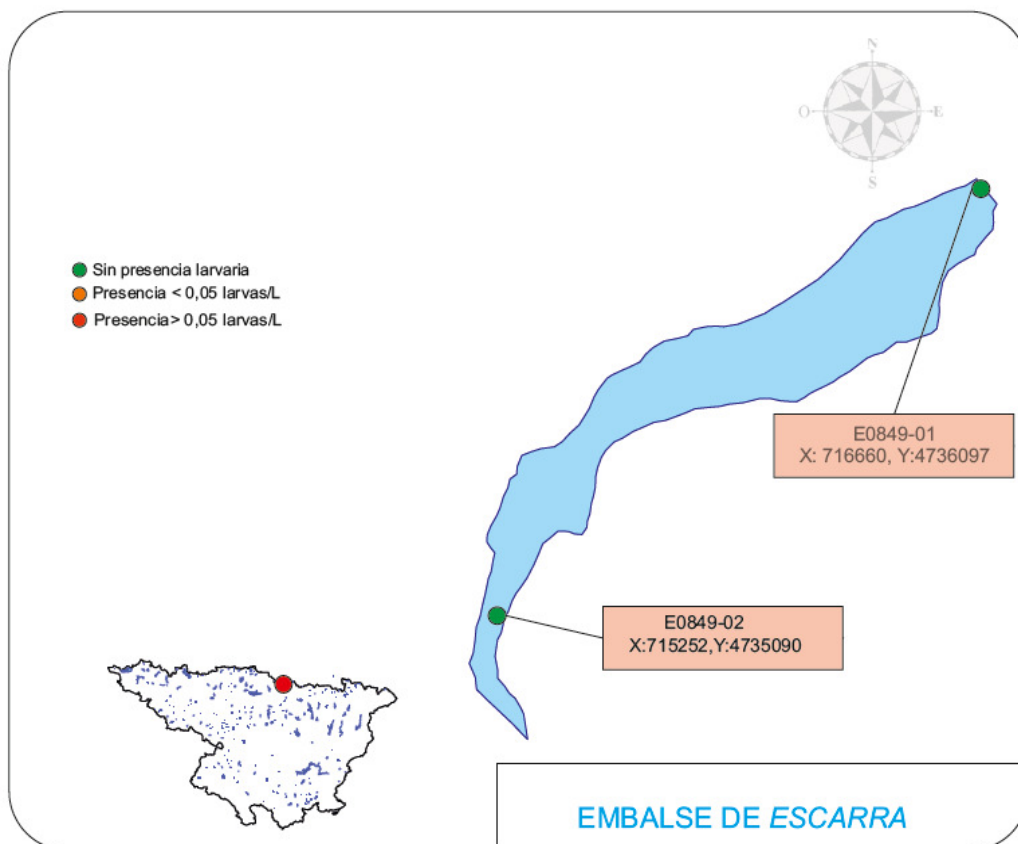 N
O
E
S
Sin presencia larvaria
Presencia < 0,05 larvas/L
Presencia> 0,05 larvas/L
E0849-01
X: 716660, Y:4736097
E0849-02
X:715252,Y:4735090
EMBALSE DE ESCARRA